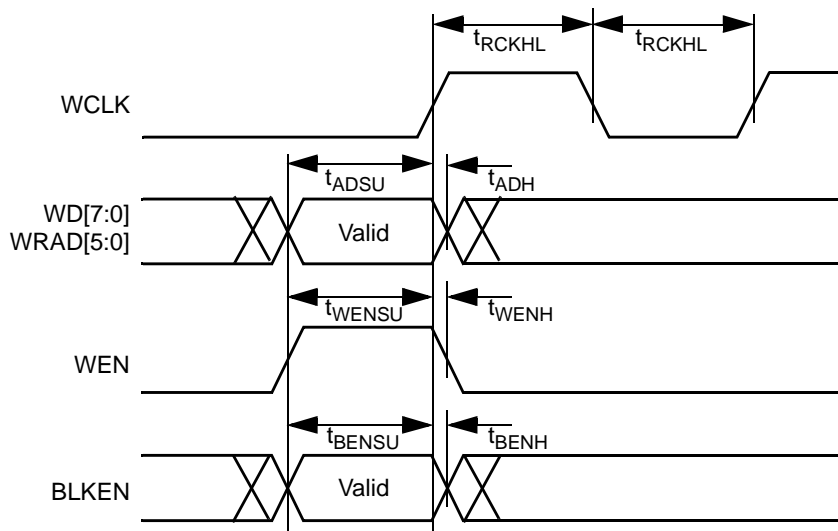 tRCKHL tRCKHL
WCLK
tADSU tADH
WD[7:0]
WRAD[5:0]
Valid
tWENSU tWENH
WEN
tBENSU tBENH
BLKEN
Valid